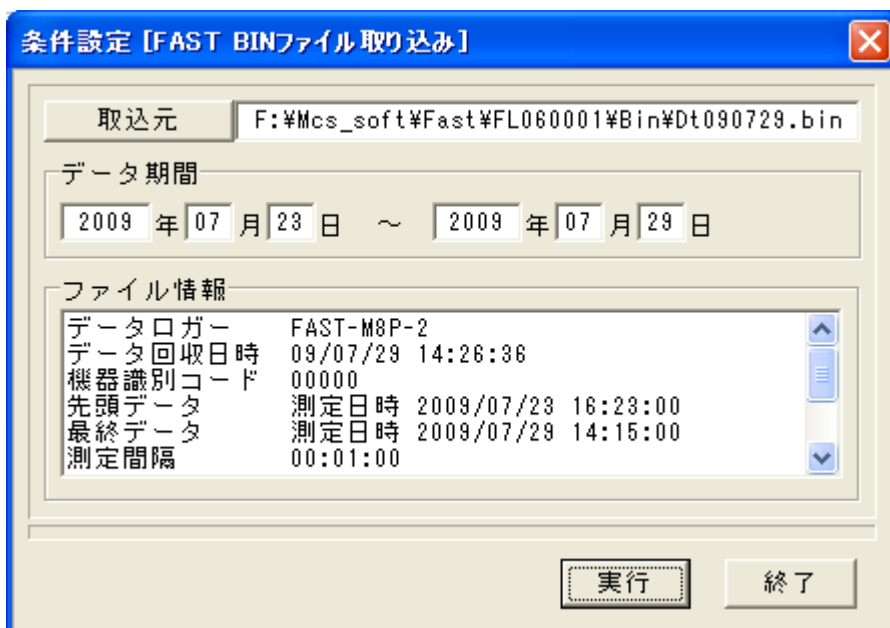 条件設定 [FAST BINファイル取り込み]
取込元 F:¥Mcs_soft¥Fast¥FL060001¥Bin¥Dt090729.bin
データ期間
2009 年 07 月 23 日 ～ 2009 年 07 月 29 日
ファイル情報
データロガー FAST-M8P-2
データ回収日時 09/07/29 14:26:36
機器識別コード 00000
先頭データ 測定日時 2009/07/23 16:23:00
最終データ 測定日時 2009/07/29 14:15:00
測定間隔 00:01:00
実行 終了